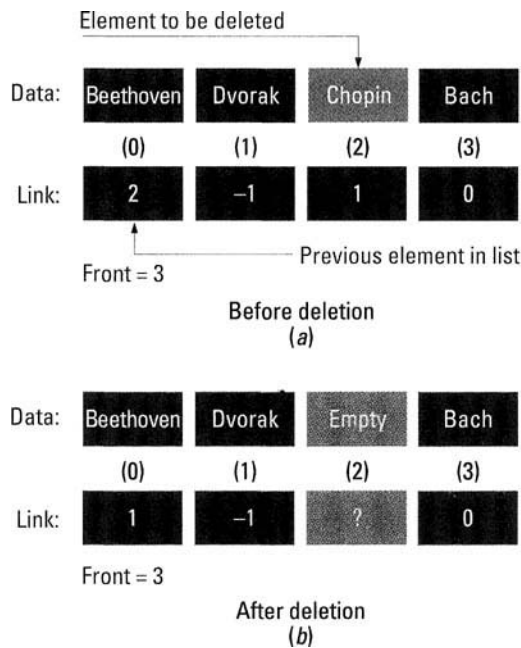 Element to be deleted
Data: Beethoven Dvorak Chopin Bach
(0) (1) (2) (3)
Link: 2 –1 1 0
Previous element in list
Front = 3
Before deletion
(a)
Data: Beethoven Dvorak Empty Bach
(0) (1) (2) (3)
Link: 1 –1 ? 0
Front = 3
After deletion
(b)